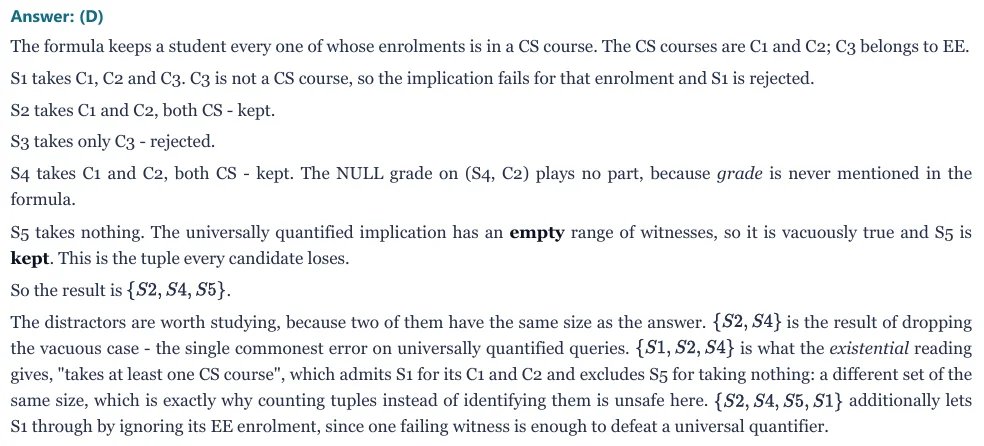 Answer: (D)
The formula keeps a student every one of whose enrolments is in a CS course. The CS courses are C1 and C2; C3 belongs to EE.
S1 takes C1, C2 and C3. C3 is not a CS course, so the implication fails for that enrolment and S1 is rejected.
S2 takes C1 and C2, both CS - kept.
S3 takes only C3 - rejected.
S4 takes C1 and C2, both CS - kept. The NULL grade on (S4, C2) plays no part, because grade is never mentioned in the
formula.
S5 takes nothing. The universally quantified implication has an empty range of witnesses, so it is vacuously true and S5 is
kept. This is the tuple every candidate loses.
So the result is {S2, S4, S5}.
The distractors are worth studying, because two of them have the same size as the answer. {S2, S4} is the result of dropping
the vacuous case - the single commonest error on universally quantified queries. {S1, S2, S4} is what the existential reading
gives, "takes at least one CS course", which admits S1 for its C1 and C2 and excludes S5 for taking nothing: a different set of the
same size, which is exactly why counting tuples instead of identifying them is unsafe here. {S2, S4, S5, S1} additionally lets
S1 through by ignoring its EE enrolment, since one failing witness is enough to defeat a universal quantifier.